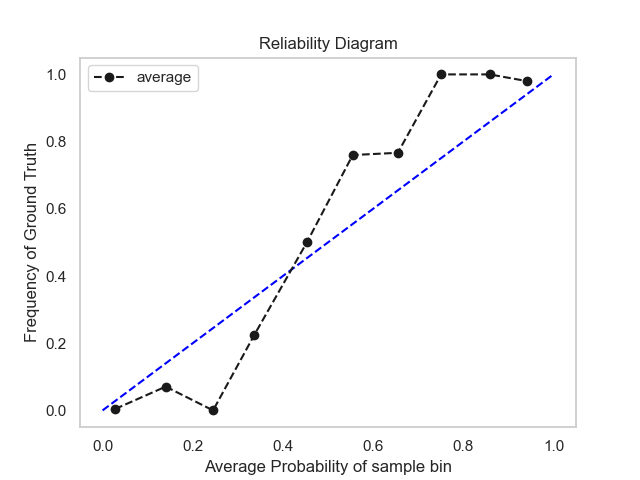 Reliability Diagram
average
Frequency of Ground Truth
1.0
0.8
0.6
0.4
0.2
0.0
0.0 0.2 0.4 0.6 0.8 1.0
Average Probability of sample bin